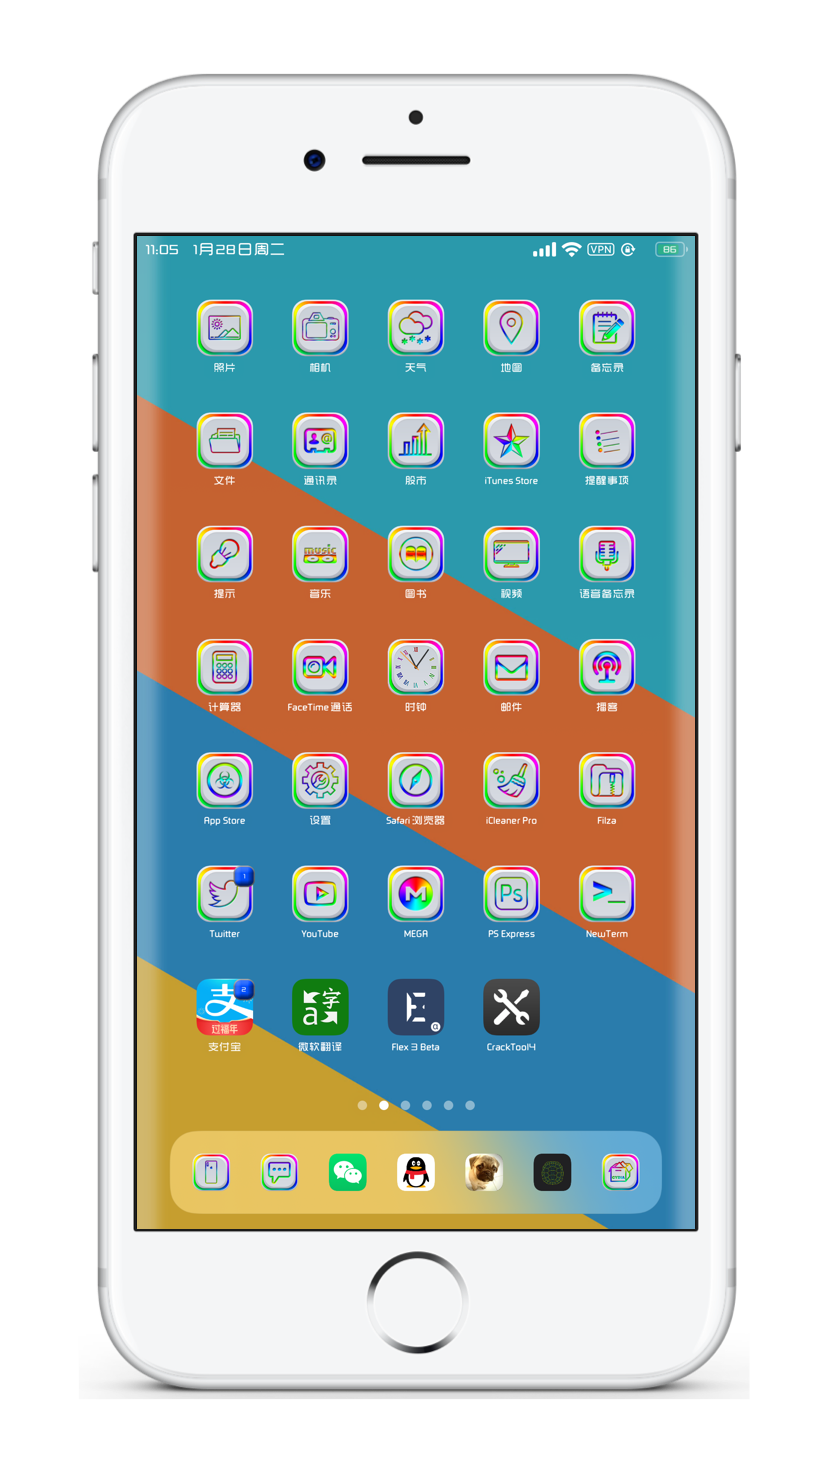 11:05 1月28日周二 VPN 86
照片 相机 天气 地图 备忘录
文件 通讯录 股市 iTunes Store 提醒事项
music
提示 音乐 图书 视频 语音备忘录
计算器 FaceTime 通话 时钟 邮件 播客
App Store 设置 Safari 浏览器 iCleaner Pro Filza
1 M Ps
Twitter YouTube MEGA PS Express NewTerm
支 2 字 a E
过福年
支付宝 微软翻译 Flex 3 Beta CrackTool4